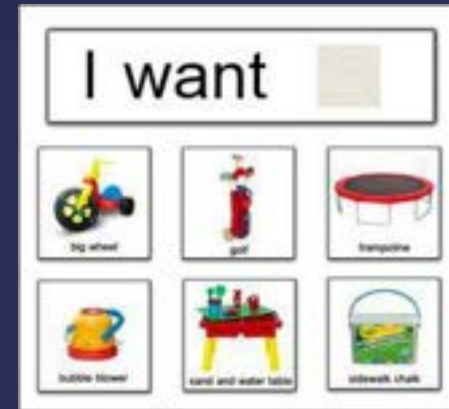 I want
big wheel
golf
trampoline
bubble blower
sand and water table
sidewalk chalk